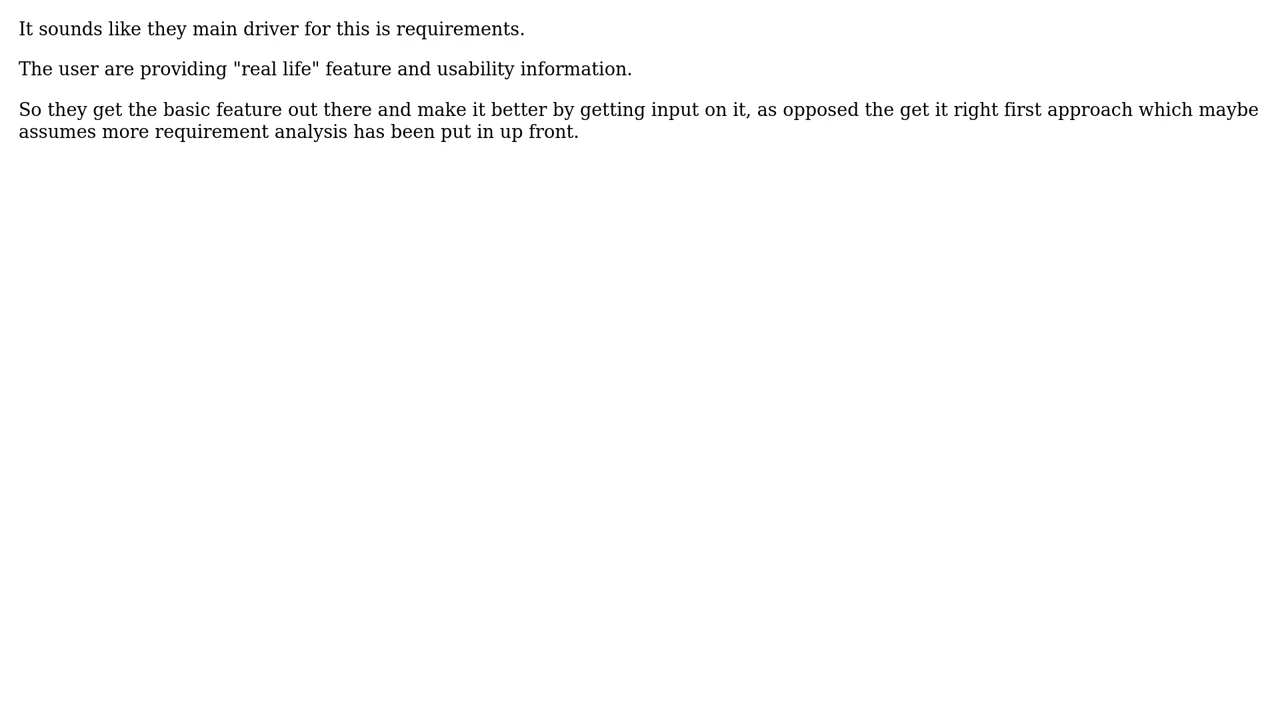 It sounds like they main driver for this is requirements.
The user are providing "real life" feature and usability information.
So they get the basic feature out there and make it better by getting input on it, as opposed the get it right first approach which maybe
assumes more requirement analysis has been put in up front.